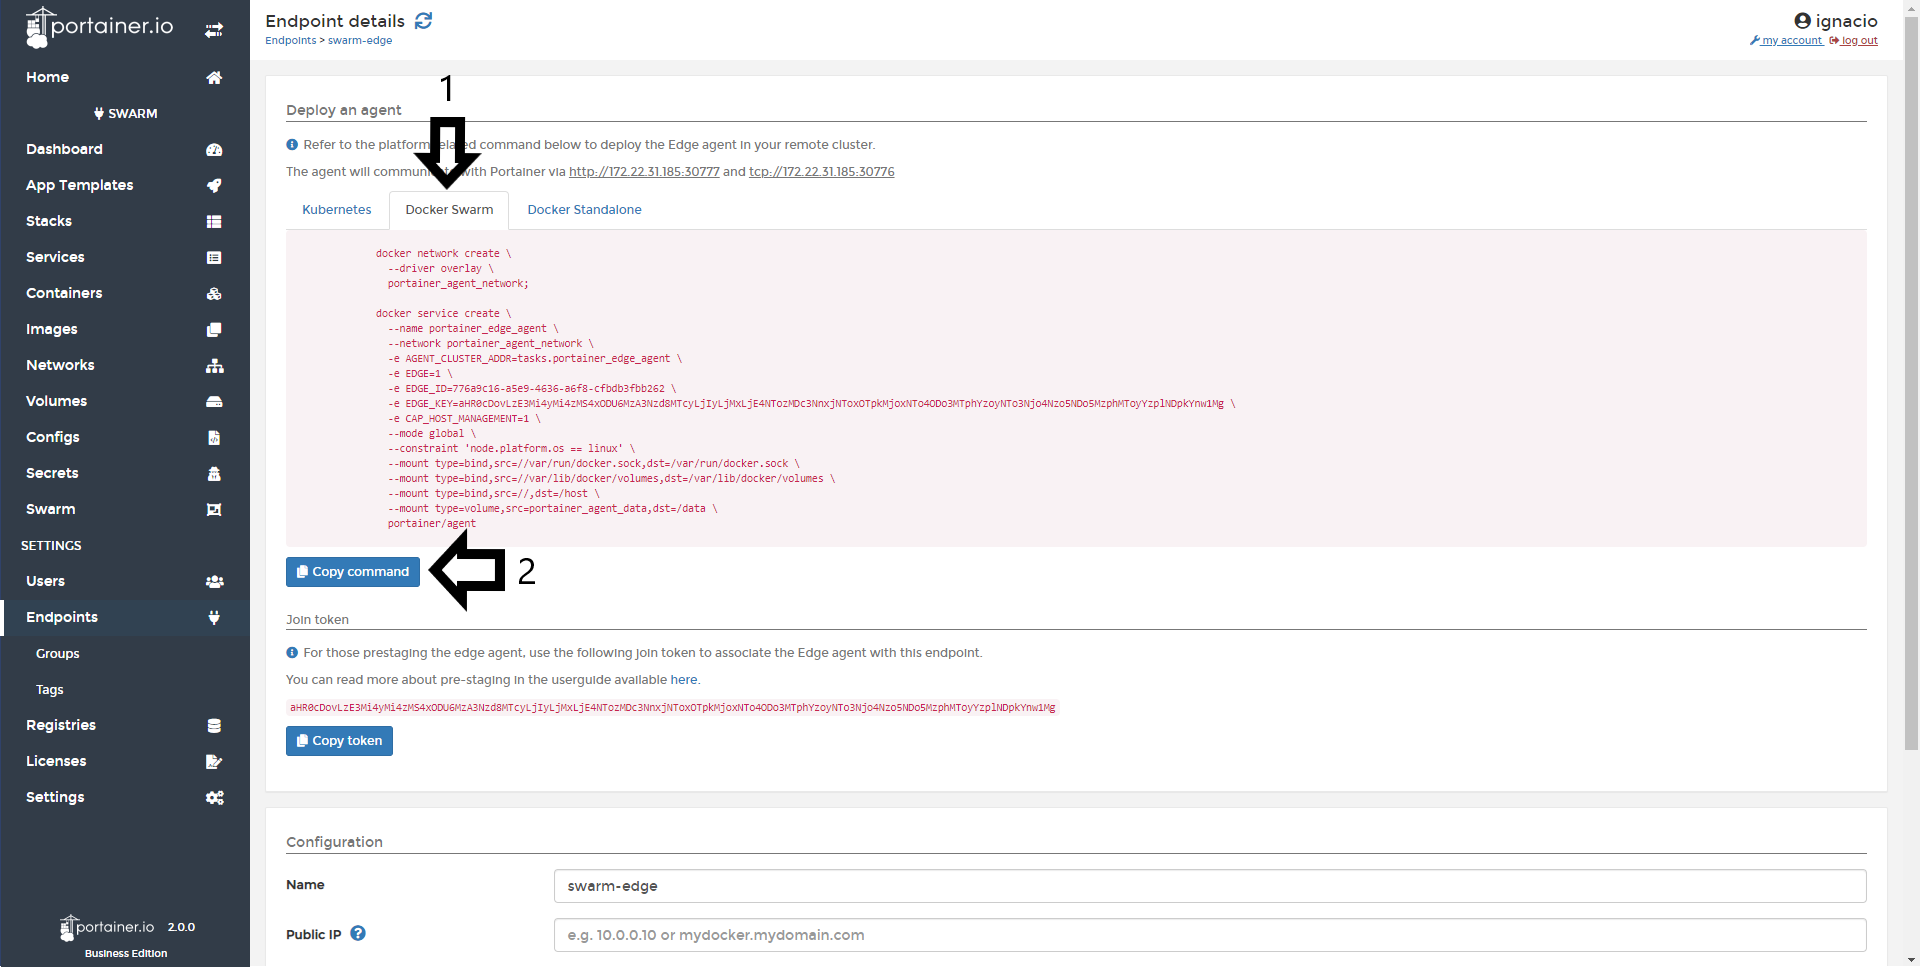 portainer.io
Home
SWARM
Dashboard
App Templates
Stacks
Services
Containers
Images
Networks
Volumes
Configs
Secrets
Swarm
SETTINGS
Users
Endpoints
Groups
Tags
Registries
Licenses
Settings
portainer.io 2.0.0
Business Edition
Endpoint details
Endpoints > swarm-edge
ignacio
my account log out
1
Deploy an agent
Refer to the platform related command below to deploy the Edge agent in your remote cluster.
The agent will communicate with Portainer via http://172.22.31.185:30777 and tcp://172.22.31.185:30776
Kubernetes Docker Swarm Docker Standalone
docker network create \
--driver overlay \
portainer_agent_network;
docker service create \
--name portainer_edge_agent \
--network portainer_agent_network \
-e AGENT_CLUSTER_ADDR=tasks.portainer_edge_agent \
-e EDGE=1 \
-e EDGE_ID=776a9c16-a5e9-4636-a6f8-cfbdb3fbb262 \
-e EDGE_KEY=aHR0cDovLzE3Mi4yMi4zMS4xODU6MzA3Nzd8MTcyLjIyLjMxLjE4NTozMDc3NnxjNToxOTpkMjoxNTo4ODo3MTphYzoyNTo3Njo4Nzo5NDo5MzphMToyYzplNDpkYnw1Mg \
-e CAP_HOST_MANAGEMENT=1 \
--mode global \
--constraint 'node.platform.os == linux' \
--mount type=bind,src=//var/run/docker.sock,dst=/var/run/docker.sock \
--mount type=bind,src=//var/lib/docker/volumes,dst=/var/lib/docker/volumes \
--mount type=bind,src=//,dst=/host \
--mount type=volume,src=portainer_agent_data,dst=/data \
portainer/agent
Copy command
2
Join token
For those prestaging the edge agent, use the following join token to associate the Edge agent with this endpoint.
You can read more about pre-staging in the userguide available here.
aHR0cDovLzE3Mi4yMi4zMS4xODU6MzA3Nzd8MTcyLjIyLjMxLjE4NTozMDc3NnxjNToxOTpkMjoxNTo4ODo3MTphYzoyNTo3Njo4Nzo5NDo5MzphMToyYzplNDpkYnw1Mg
Copy token
Configuration
Name swarm-edge
Public IP e.g. 10.0.0.10 or mydocker.mydomain.com